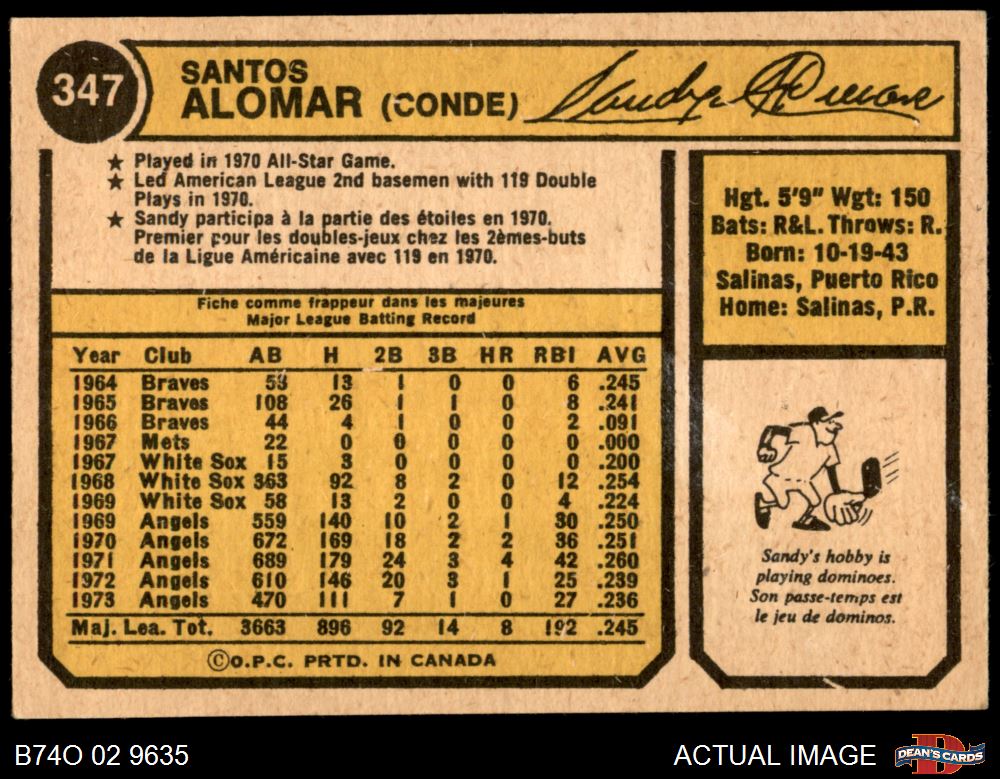 347
SANTOS
ALOMAR (CONDE)
Sandy Alomar
★ Played in 1970 All-Star Game.
★ Led American League 2nd basemen with 119 Double
Plays in 1970.
★ Sandy participa à la partie des étoiles en 1970.
Premier pour les doubles-jeux chez les 2èmes-buts
de la Ligue Américaine avec 119 en 1970.
Hgt. 5'9" Wgt: 150
Bats: R&L. Throws: R.
Born: 10-19-43
Salinas, Puerto Rico
Home: Salinas, P.R.
Fiche comme frappeur dans les majeures
Major League Batting Record
Year Club AB H 2B 3B HR RBI AVG
1964 Braves 53 13 1 0 0 6 .245
1965 Braves 108 26 1 1 0 8 .241
1966 Braves 44 4 1 0 0 2 .091
1967 Mets 22 0 0 0 0 0 .000
1967 White Sox 15 3 0 0 0 0 .200
1968 White Sox 363 92 8 2 0 12 .254
1969 White Sox 58 13 2 0 0 4 .224
1969 Angels 559 140 10 2 1 30 .250
1970 Angels 672 169 18 2 2 36 .251
1971 Angels 689 179 24 3 4 42 .260
1972 Angels 610 146 20 3 1 25 .239
1973 Angels 470 111 7 1 0 27 .236
Maj. Lea. Tot. 3663 896 92 14 8 192 .245
©O.P.C. PRTD. IN CANADA
Sandy's hobby is
playing dominoes.
Son passe-temps est
le jeu de dominos.
B74O 02 9635
ACTUAL IMAGE
D
DEAN'S CARDS